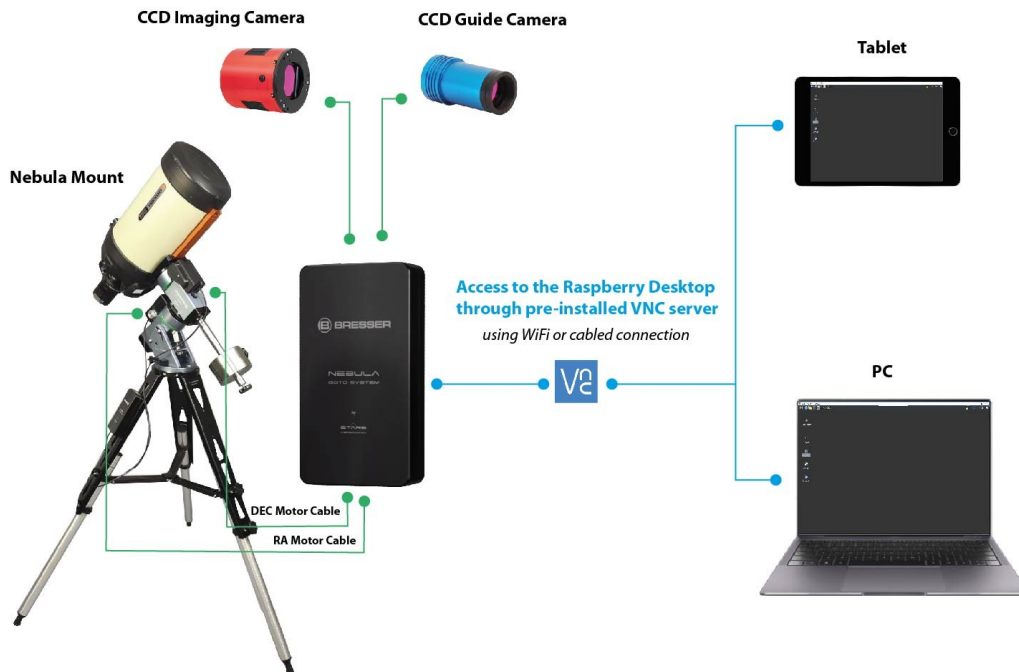 CCD Imaging Camera
CCD Guide Camera
Tablet
Nebula Mount
Access to the Raspberry Desktop
through pre-installed VNC server
using WiFi or cabled connection
B BRESSER
NEBULA
GOTO SYSTEM
Vnc
PC
DEC Motor Cable
RA Motor Cable